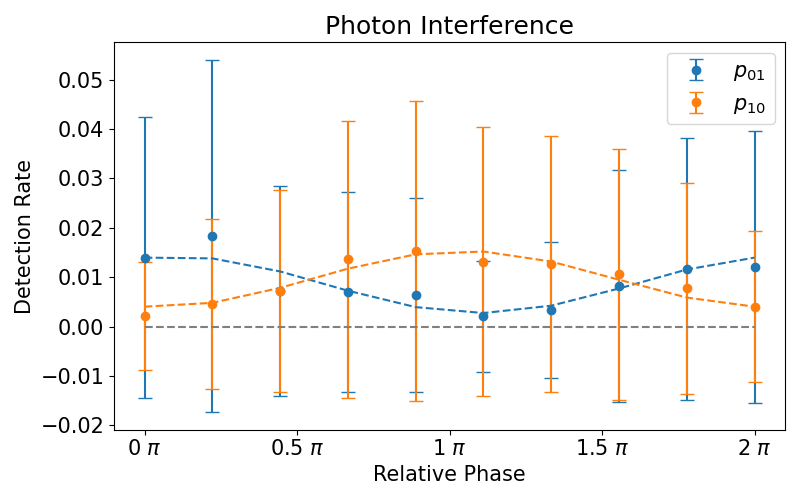 Photon Interference
p01
p10
Detection Rate
0.05
0.04
0.03
0.02
0.01
0.00
−0.01
−0.02
0 π
0.5 π
1 π
1.5 π
2 π
Relative Phase